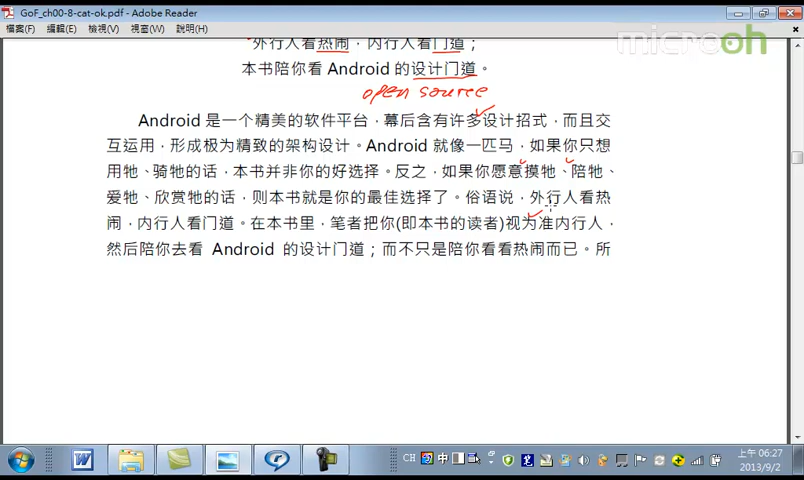 GoF_ch00-8-cat-ok.pdf - Adobe Reader
檔案(F) 編輯(E) 檢視(V) 視窗(W) 說明(H)
microoh
外行人看热闹，内行人看门道；
本书陪你看 Android 的设计门道。
open source
Android 是一个精美的软件平台，幕后含有许多设计招式，而且交
互运用，形成极为精致的架构设计。Android 就像一匹马，如果你只想
用牠、骑牠的话，本书并非你的好选择。反之，如果你愿意摸牠、陪牠、
爱牠、欣赏牠的话，则本书就是你的最佳选择了。俗语说，外行人看热
闹，内行人看门道。在本书里，笔者把你(即本书的读者)视为准内行人，
然后陪你去看 Android 的设计门道；而不只是陪你看看热闹而已。所
CH 中 上午 06:27
2013/9/2